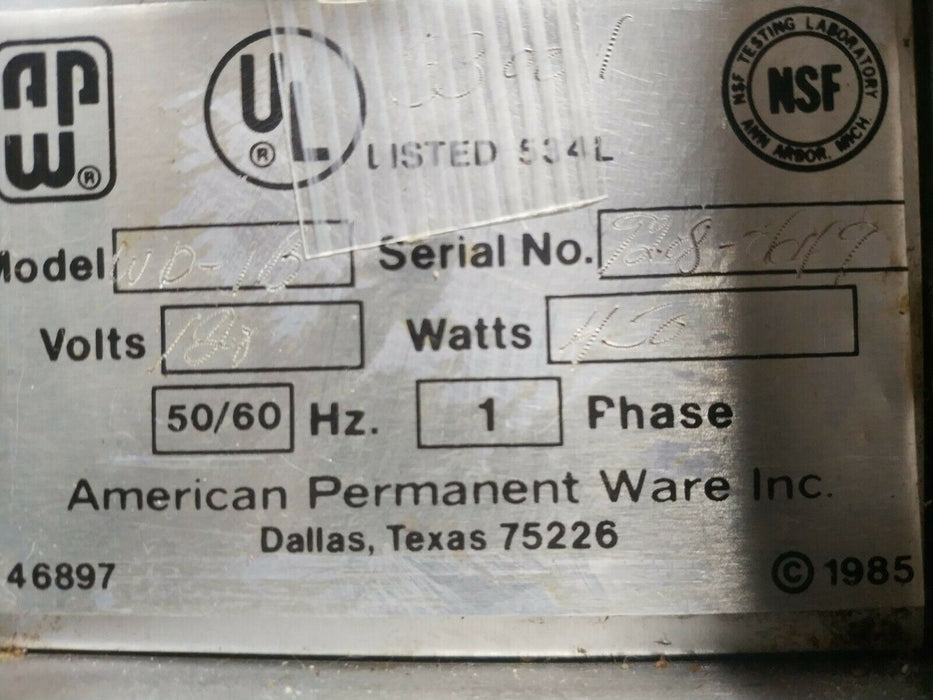 APW®
UL®
LISTED 534L
NSF TESTING LABORATORY
NSF
ANN ARBOR, MICH.
Model
Serial No.
Volts
Watts 450
50/60 Hz. 1 Phase
American Permanent Ware Inc.
Dallas, Texas 75226
46897 © 1985